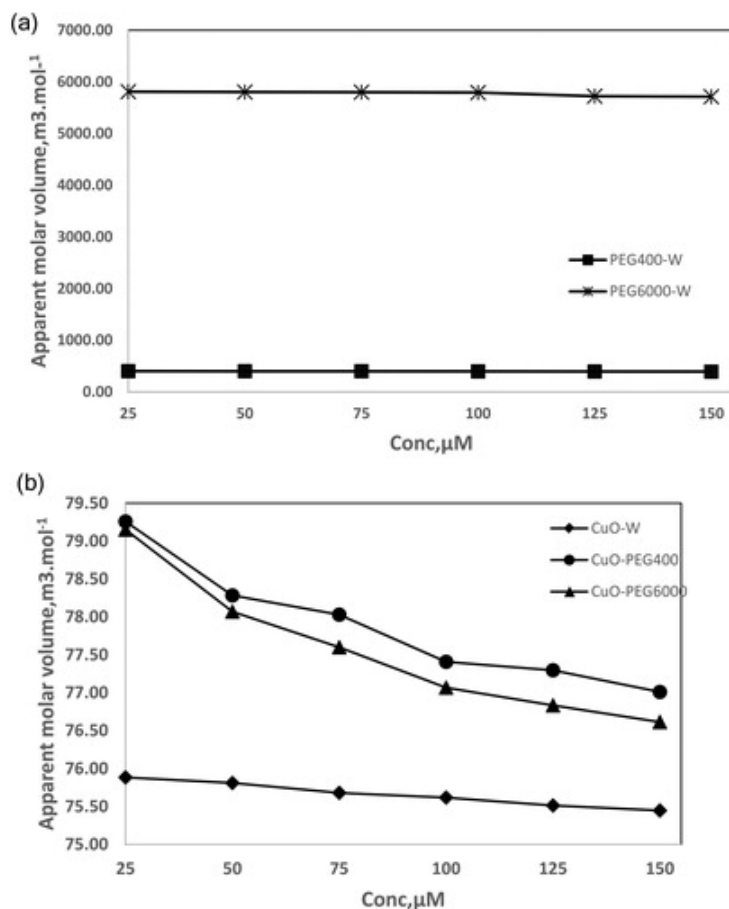 (a)
Apparent molar volume,m3.mol-¹
7000.00
6000.00
5000.00
4000.00
3000.00
2000.00
1000.00
0.00
PEG400-W
PEG6000-W
25 50 75 100 125 150
Conc,µM
(b)
Apparent molar volume,m3.mol-¹
79.50
79.00
78.50
78.00
77.50
77.00
76.50
76.00
75.50
75.00
CuO-W
CuO-PEG400
CuO-PEG6000
25 50 75 100 125 150
Conc,µM